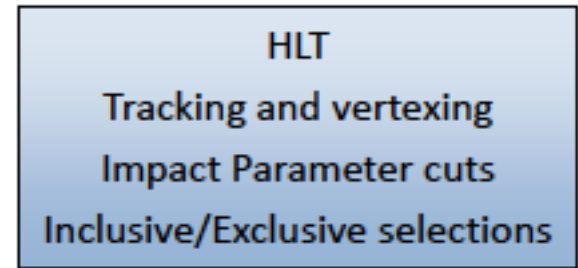 HLT
Tracking and vertexing
Impact Parameter cuts
Inclusive/Exclusive selections